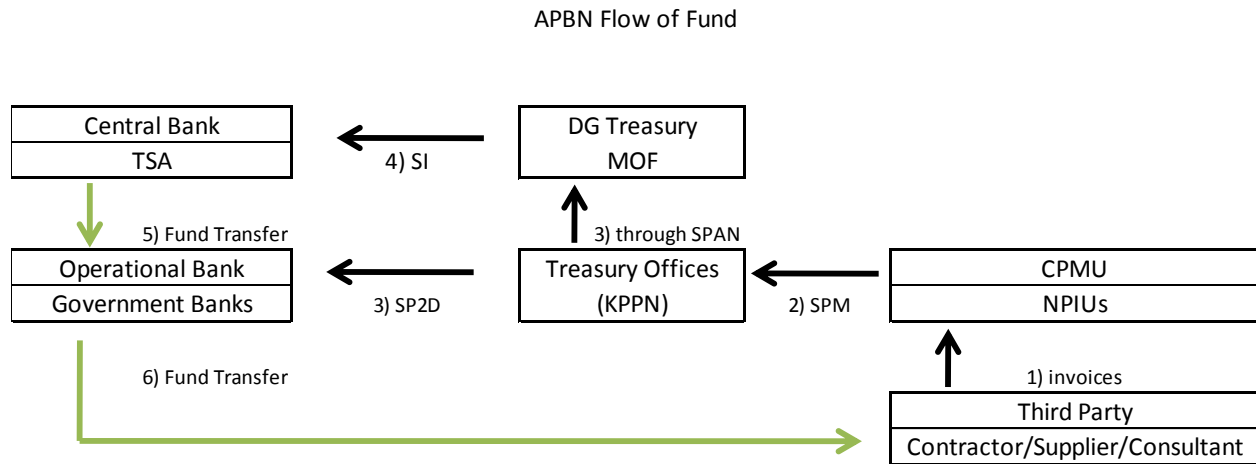 APBN Flow of Fund
Central Bank
TSA
4) SI
DG Treasury
MOF
5) Fund Transfer
3) through SPAN
Operational Bank
Government Banks
3) SP2D
Treasury Offices
(KPPN)
2) SPM
CPMU
NPIUs
6) Fund Transfer
1) invoices
Third Party
Contractor/Supplier/Consultant